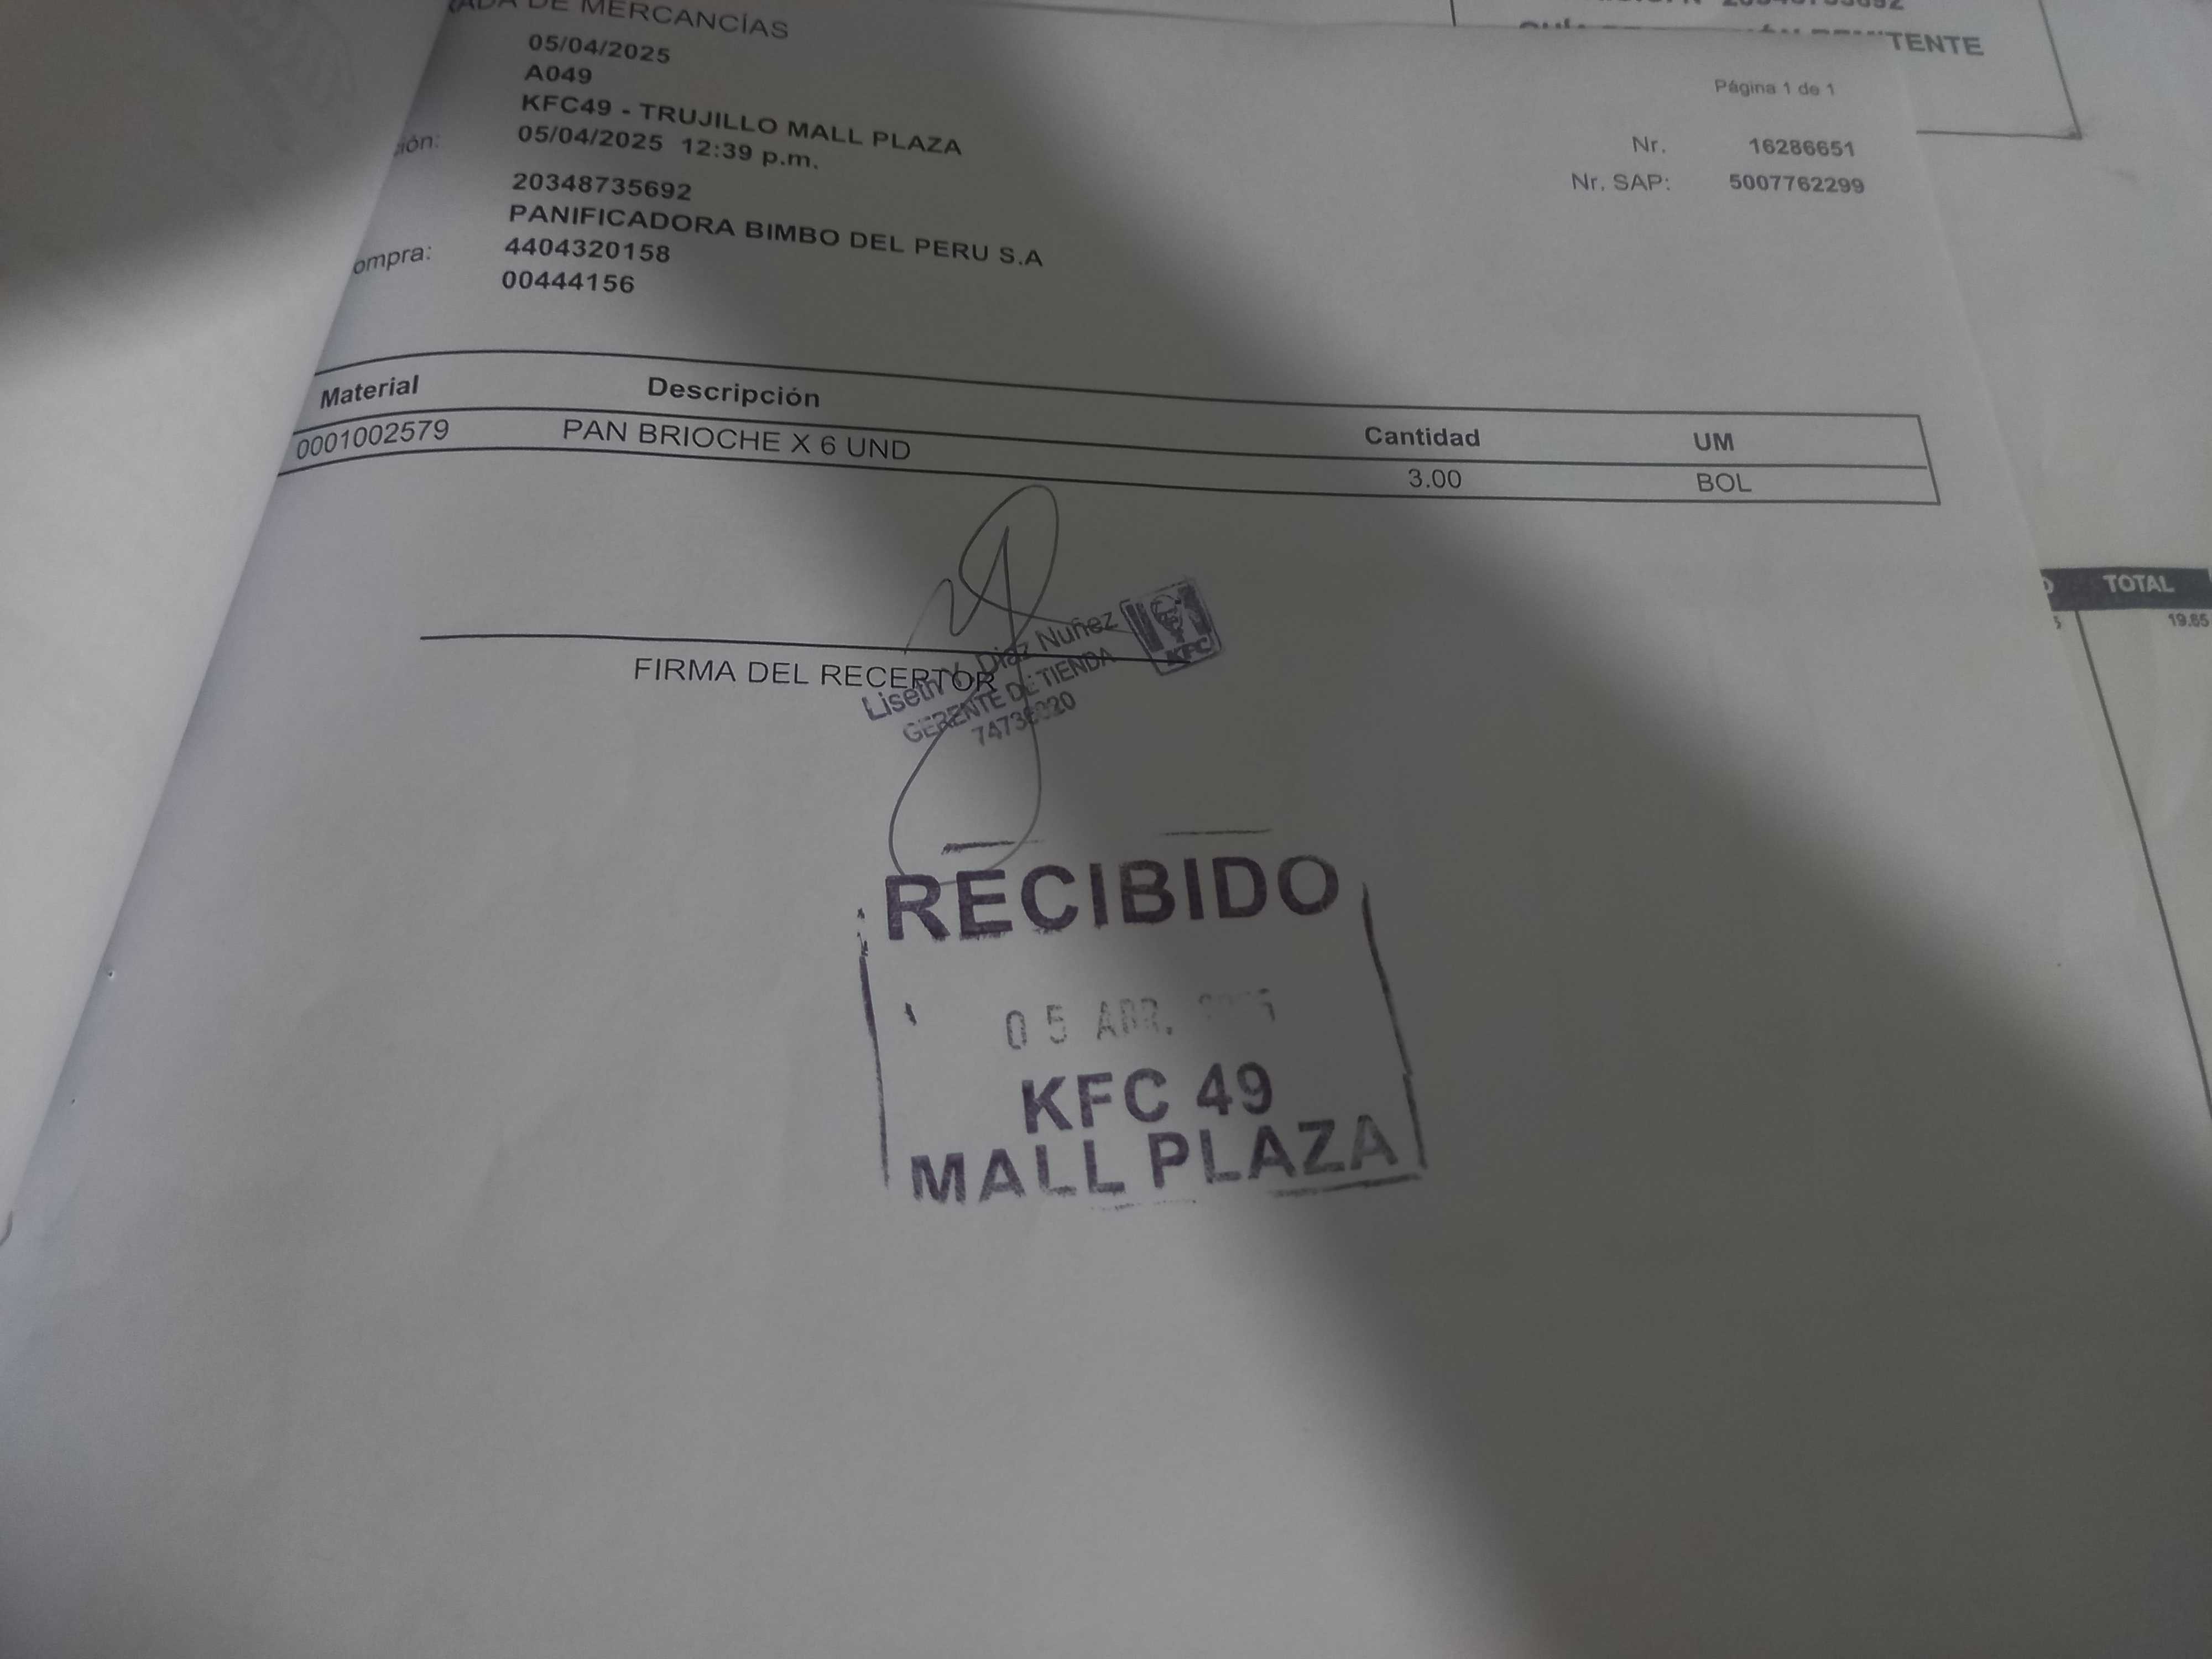 DE MERCANCÍAS
TENTE
05/04/2025
Página 1 de 1
A049
KFC49 - TRUJILLO MALL PLAZA
Nr. 16286651
ión: 05/04/2025 12:39 p.m.
Nr. SAP: 5007762299
20348735692
PANIFICADORA BIMBO DEL PERU S.A
ompra: 4404320158
00444156
Material Descripción Cantidad UM
0001002579 PAN BRIOCHE X 6 UND 3.00 BOL
TOTAL
19.65
FIRMA DEL RECEPTOR
Liseth Diaz Nuñez
GERENTE DE TIENDA
KFC
RECIBIDO
05 ABR.
KFC 49
MALL PLAZA